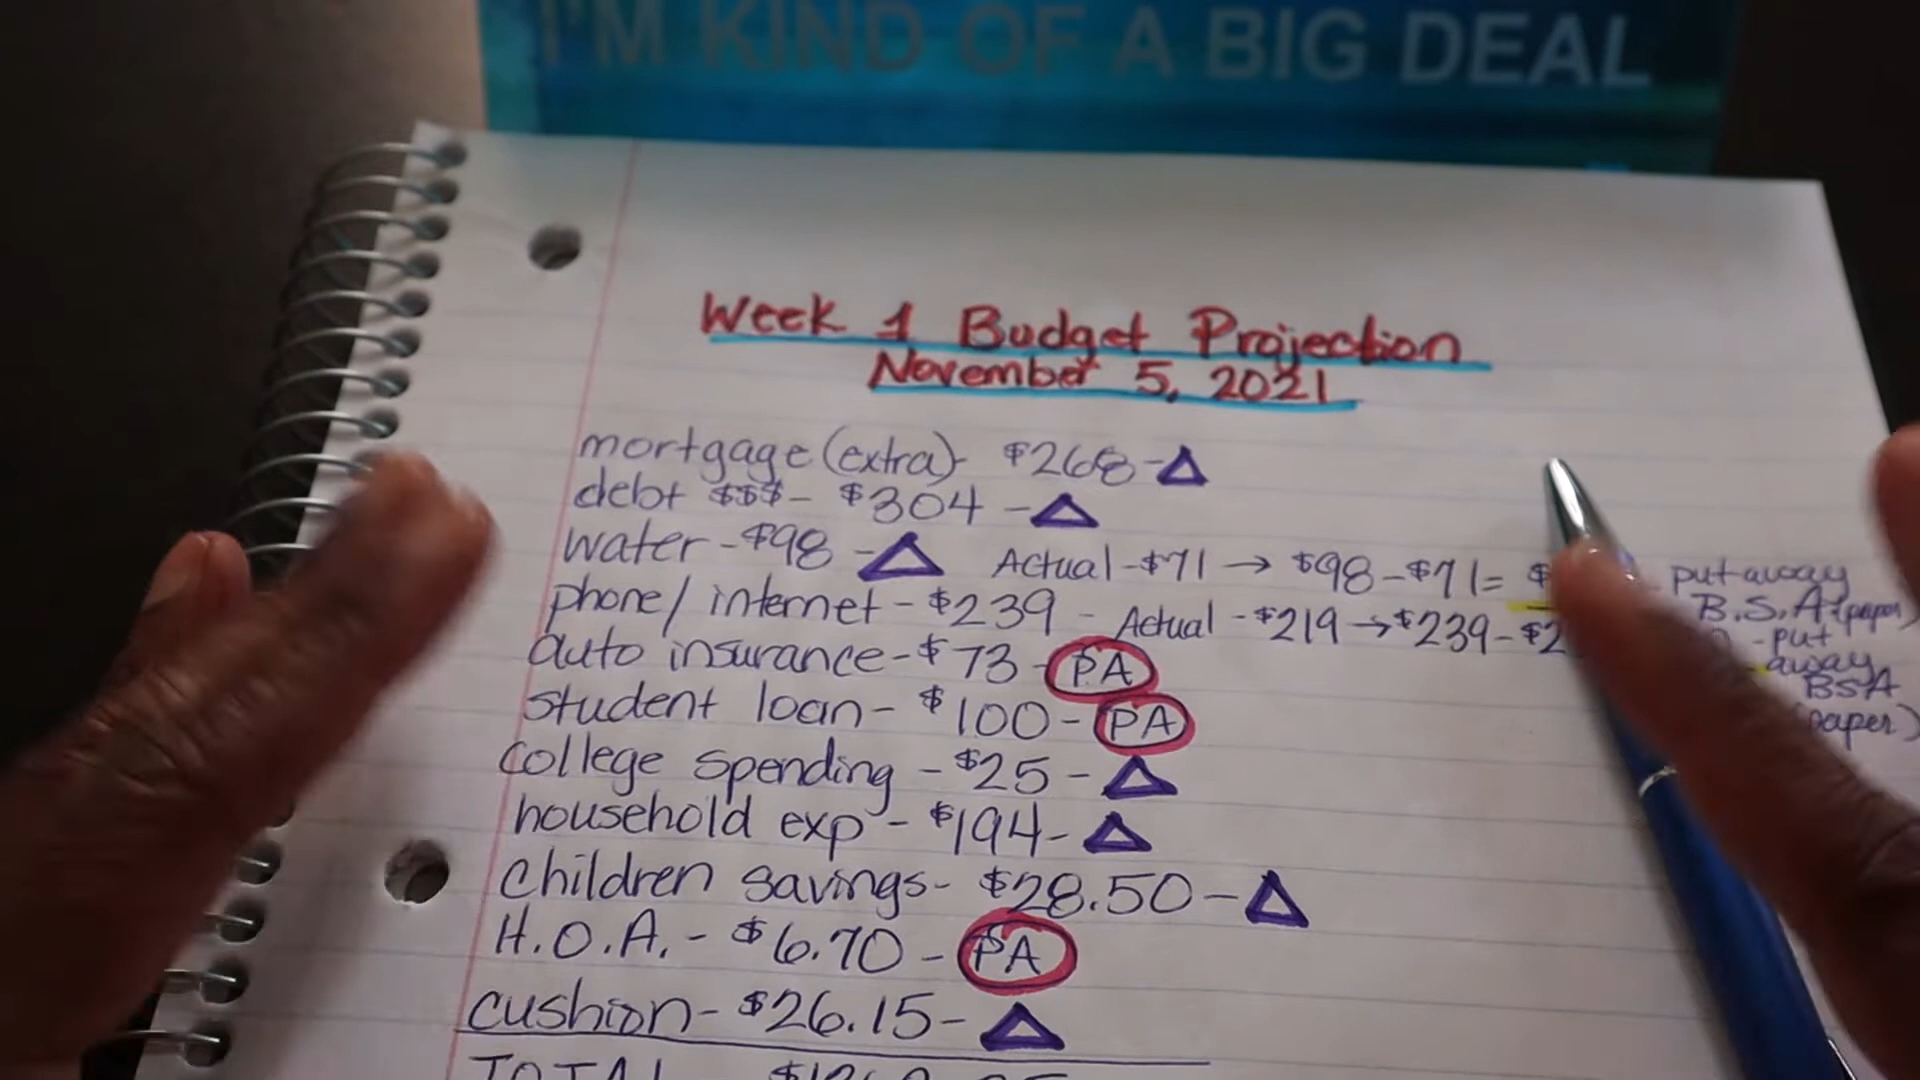 I'M KIND OF A BIG DEAL
Week 1 Budget Projection
November 5, 2021
mortgage (extra)- $268-
debt $$$- $304 -
water-$98 - Actual-$71 → $98-$71= $ - put away
B.S.A (paper)
phone/internet-$239 - Actual -$219→$239-$2 -put
away
BSA
(paper)
auto insurance-$73- PA
student loan- $100- PA
college spending -$25-
household exp - $194-
children savings- $28.50-
H.O.A. - $6.70 - PA
cushion- $26.15-
TOTAL